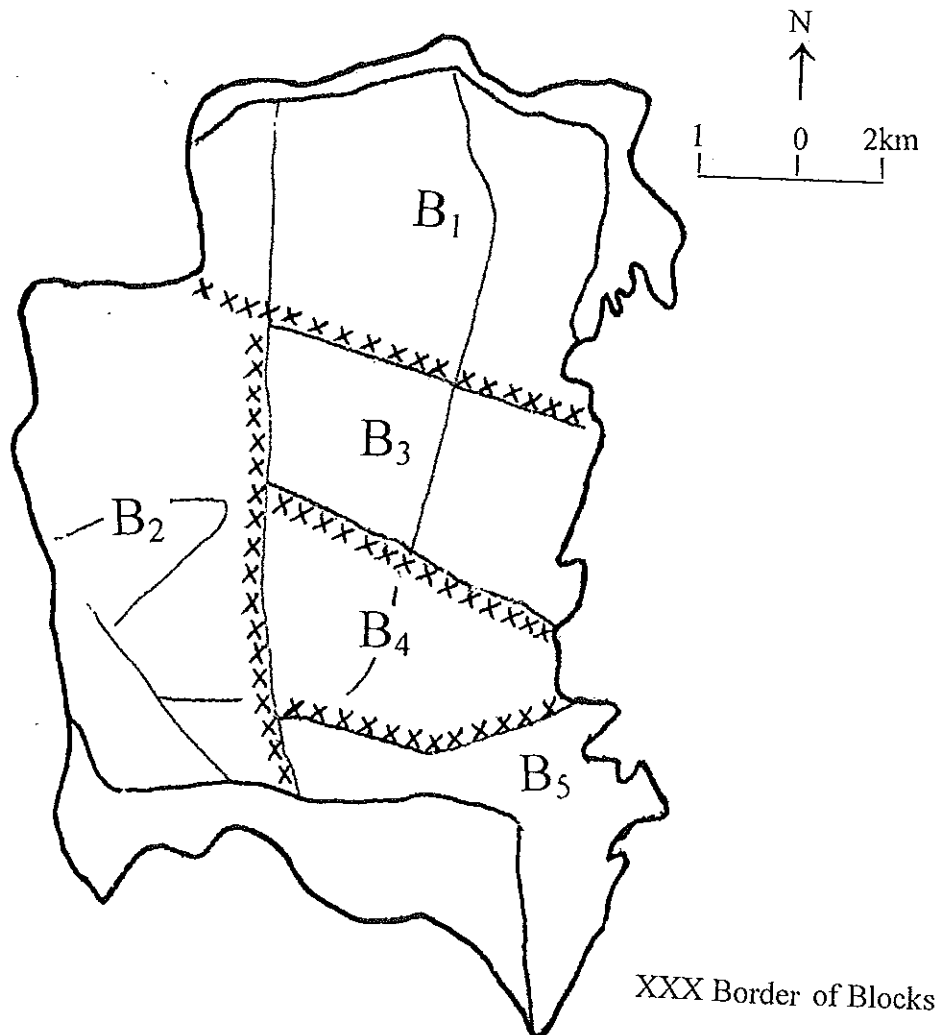 N
1 0 2km
B₁
B₃
B₂
B₄
B₅
XXX Border of Blocks